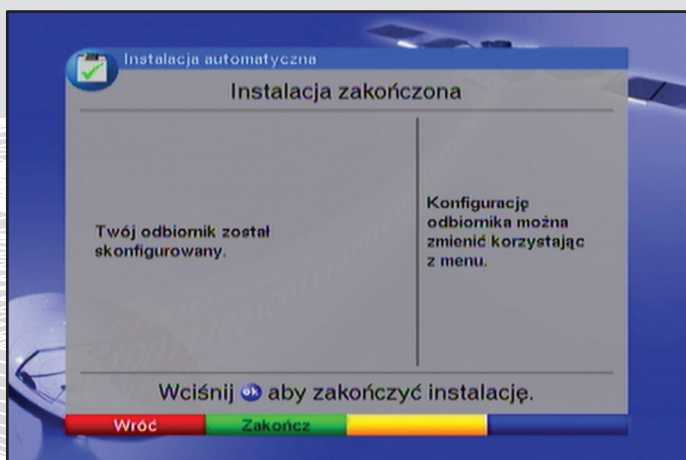 Instalacja automatyczna
Instalacja zakończona
Twój odbiornik został
skonfigurowany.
Konfigurację
odbiornika można
zmienić korzystając
z menu.
Wciśnij ok aby zakończyć instalację.
Wróć
Zakończ